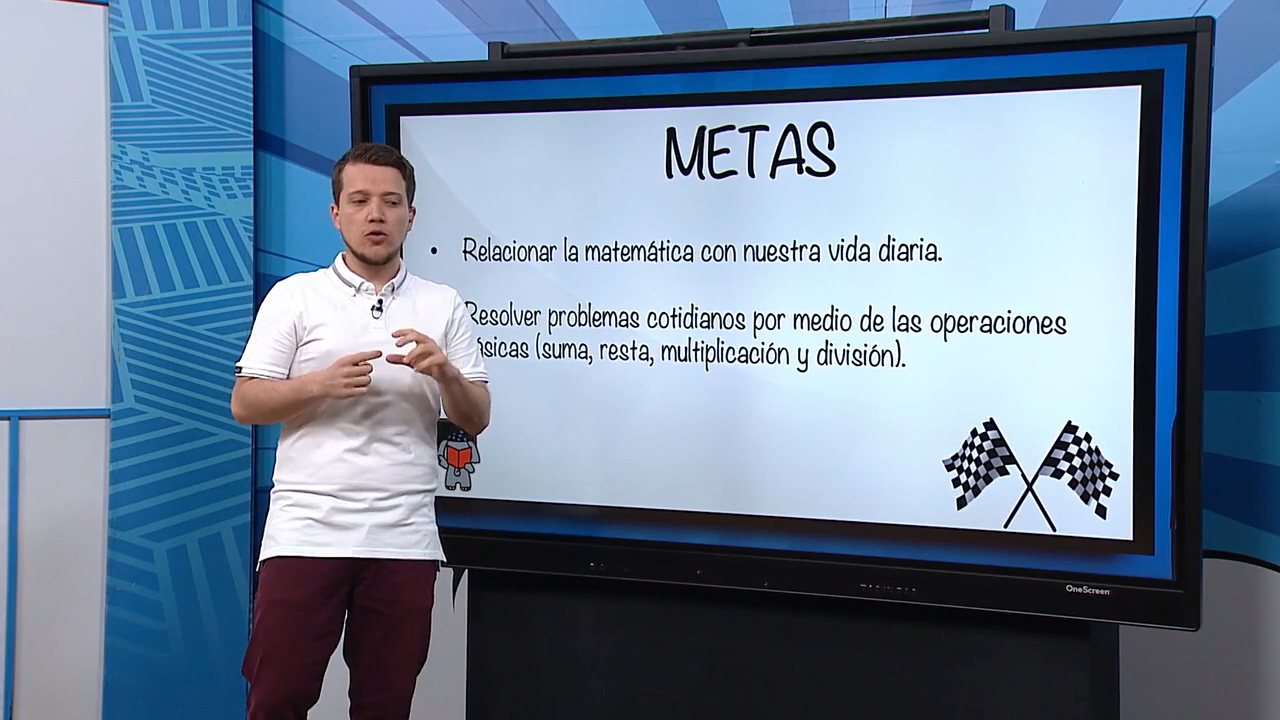 METAS
• Relacionar la matemática con nuestra vida diaria.
Resolver problemas cotidianos por medio de las operaciones
ásicas (suma, resta, multiplicación y división).
OneScreen